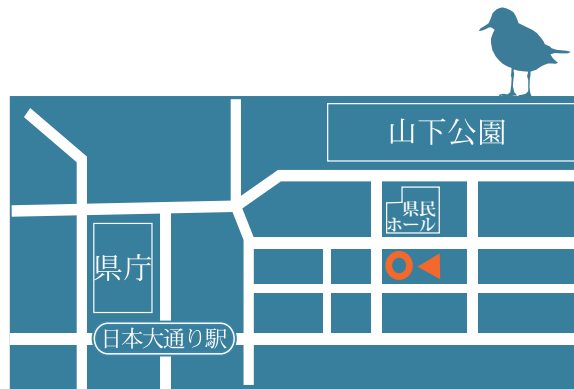 山下公園
県民
ホール
県庁
日本大通り駅